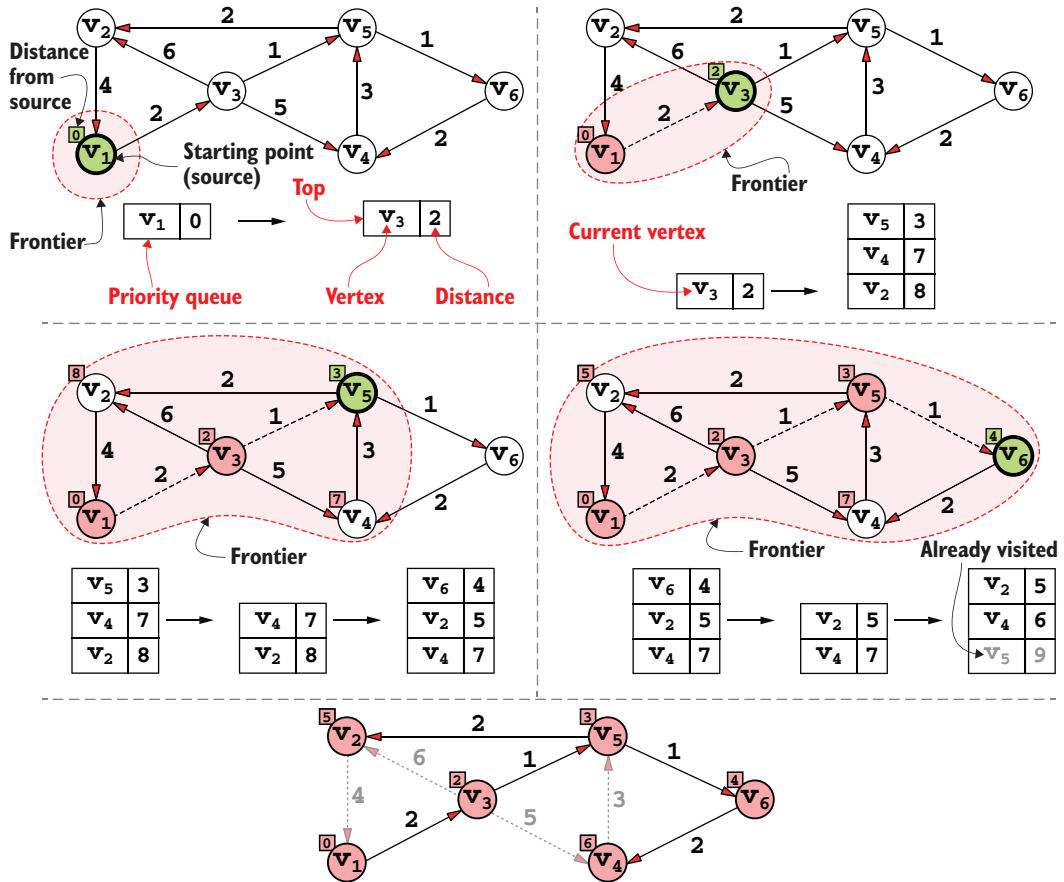 v2 2 v5
Distance
from
source
6 1 1
4 v3 v6
2 5 3
0 v1 2
Starting point
(source)
v4
Top
v1 0
v3 2
Frontier
Priority queue
Vertex
Distance
v2 2 v5
6 1 1
4 2 v3 v6
2 5 3
0 v1 2
v4
Frontier
Current vertex
v3 2
v5 3
v4 7
v2 8
8 v2 2 3 v5
6 1 1
4 2 v3 v6
2 5 3
0 v1 7 v4 2
Frontier
v5 3
v4 7
v2 8
v4 7
v2 8
v6 4
v2 5
v4 7
5 v2 2 3 v5
6 1 1
4 2 v3 4 v6
2 5 3
0 v1 7 v4 2
Frontier
Already visited
v6 4
v2 5
v4 7
v2 5
v4 7
v2 5
v4 6
v5 9
5 v2 2 3 v5
6 1 1
4 2 v3 4 v6
2 5 3
0 v1 6 v4 2